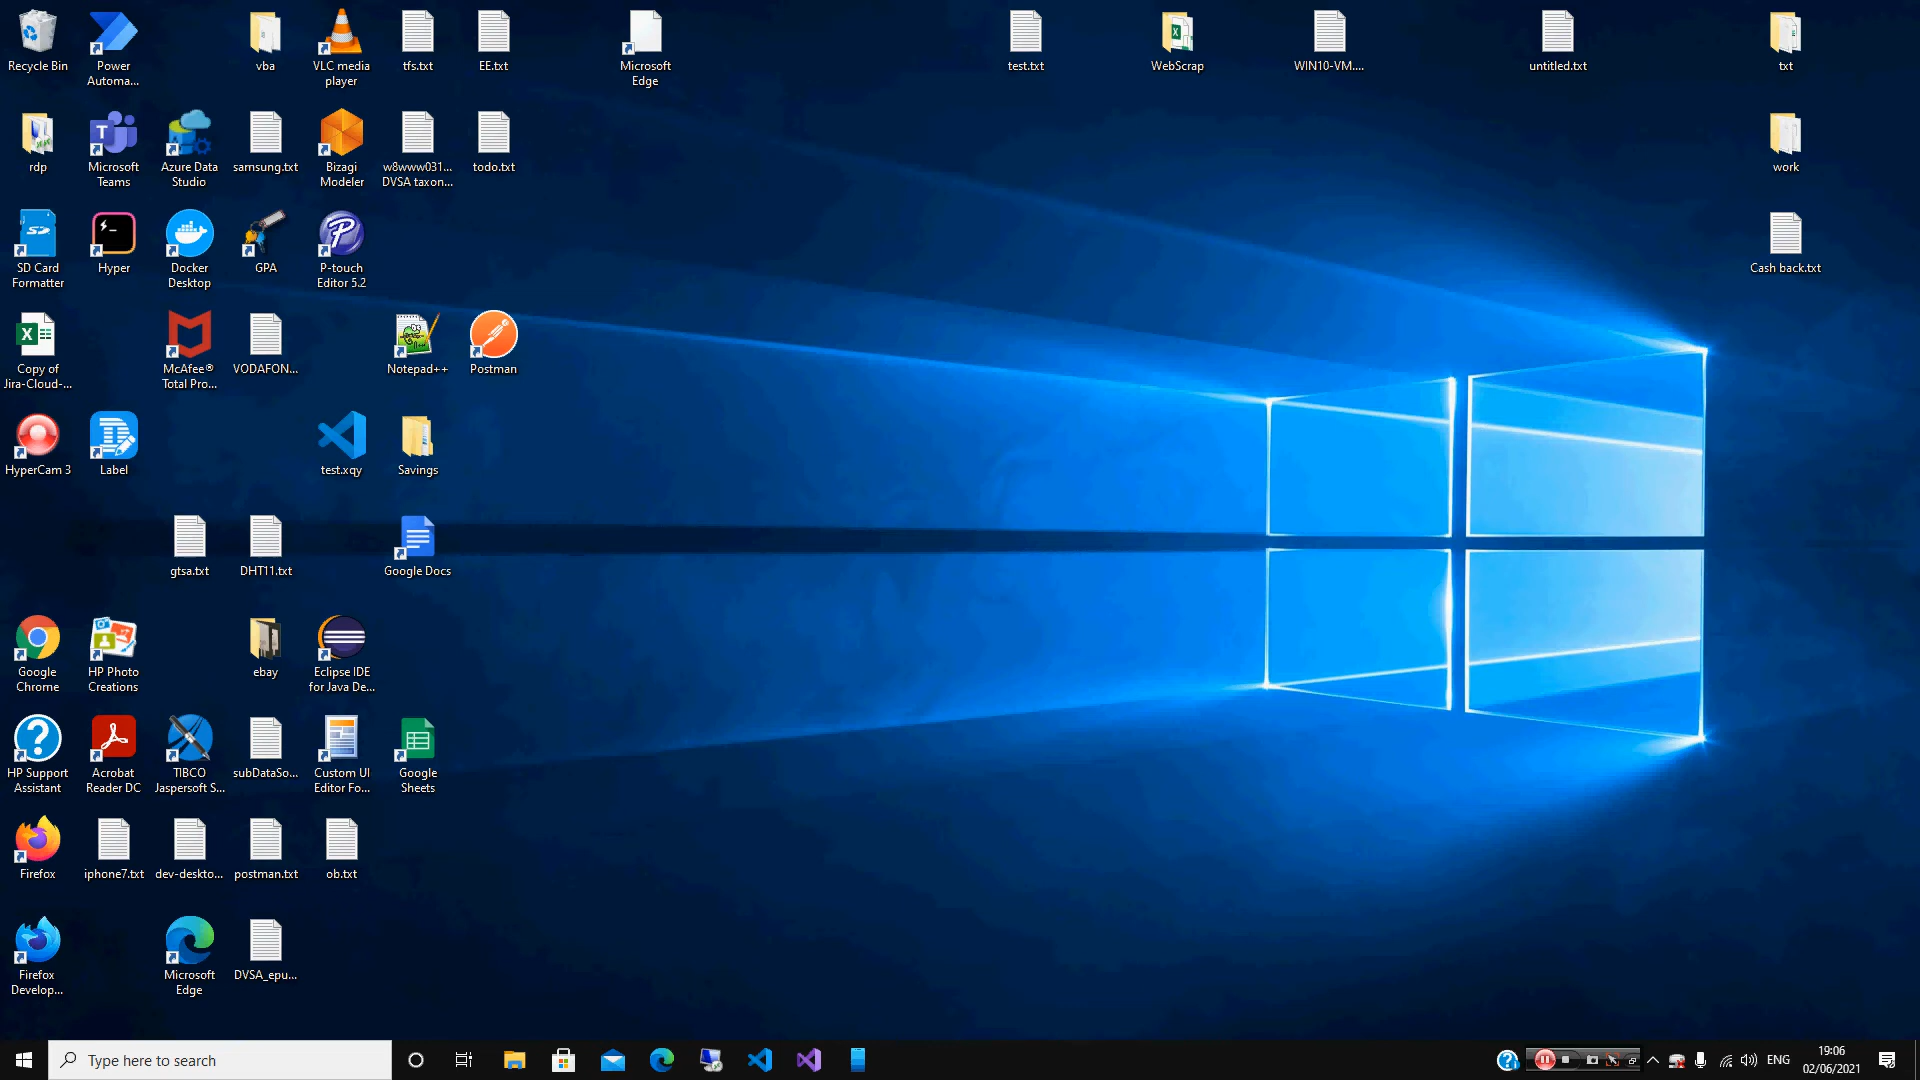 Recycle Bin
Power
Automa...
vba
VLC media
player
tfs.txt
EE.txt
Microsoft
Edge
test.txt
WebScrap
WIN10-VM....
untitled.txt
txt
rdp
Microsoft
Teams
Azure Data
Studio
samsung.txt
Bizagi
Modeler
w8www031...
DVSA taxon...
todo.txt
work
SD Card
Formatter
Hyper
Docker
Desktop
GPA
P-touch
Editor 5.2
Cash back.txt
Copy of
Jira-Cloud-...
McAfee®
Total Pro...
VODAFON...
Notepad++
Postman
HyperCam 3
Label
test.xqy
Savings
gtsa.txt
DHT11.txt
Google Docs
Google
Chrome
HP Photo
Creations
ebay
Eclipse IDE
for Java De...
HP Support
Assistant
Acrobat
Reader DC
TIBCO
Jaspersoft S...
subDataSo...
Custom UI
Editor Fo...
Google
Sheets
Firefox
iphone7.txt
dev-deskto...
postman.txt
ob.txt
Firefox
Develop...
Microsoft
Edge
DVSA_epu...
Type here to search
ENG
19:06
02/06/2021